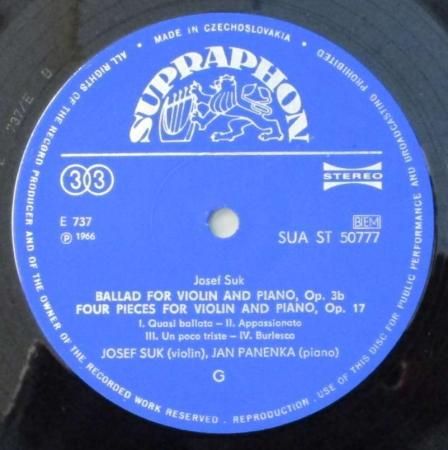 MADE IN CZECHOSLOVAKIA
ALL RIGHTS OF THE RECORD PRODUCER AND OF THE OWNER OF THE RECORDED WORK RESERVED. REPRODUCTION. USE OF THIS DISC FOR PUBLIC PERFORMANCE AND BROADCASTING PROHIBITED
SUPRAPHON
33
STEREO
E 737
BIEM
Ⓟ 1966
SUA ST 50777
Josef Suk
BALLAD FOR VIOLIN AND PIANO, Op. 3b
FOUR PIECES FOR VIOLIN AND PIANO, Op. 17
I. Quasi ballata - II. Appassionato
III. Un poco triste - IV. Burlesca
JOSEF SUK (violin), JAN PANENKA (piano)
G